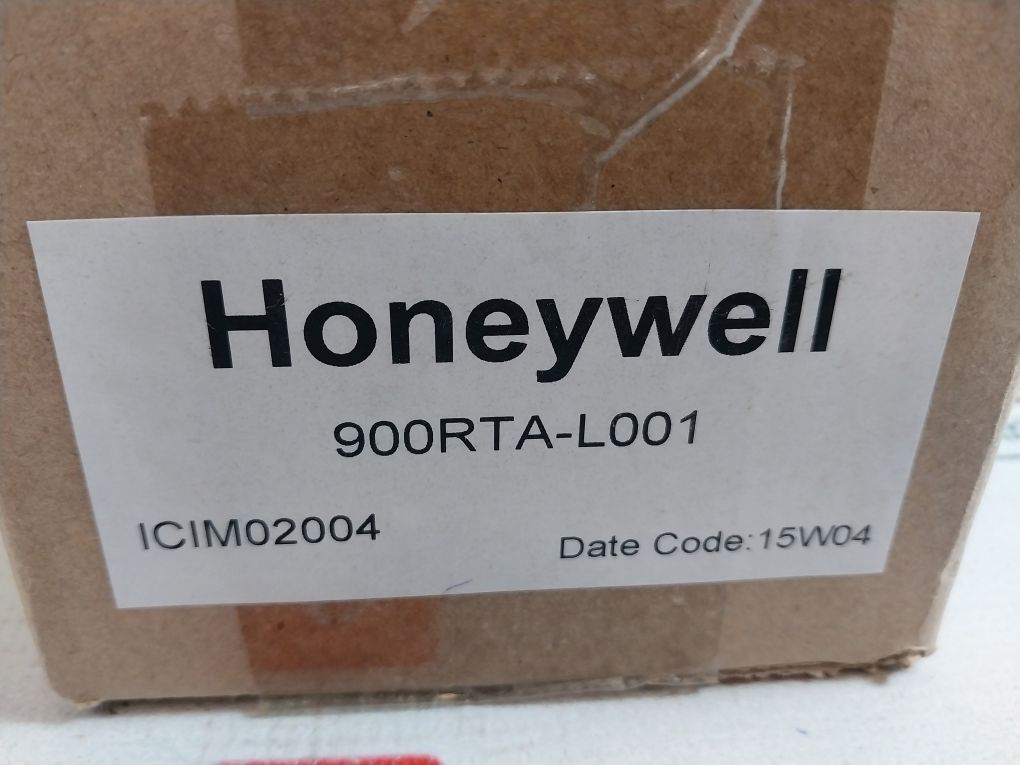 Honeywell
900RTA-L001
ICIM02004
Date Code:15W04